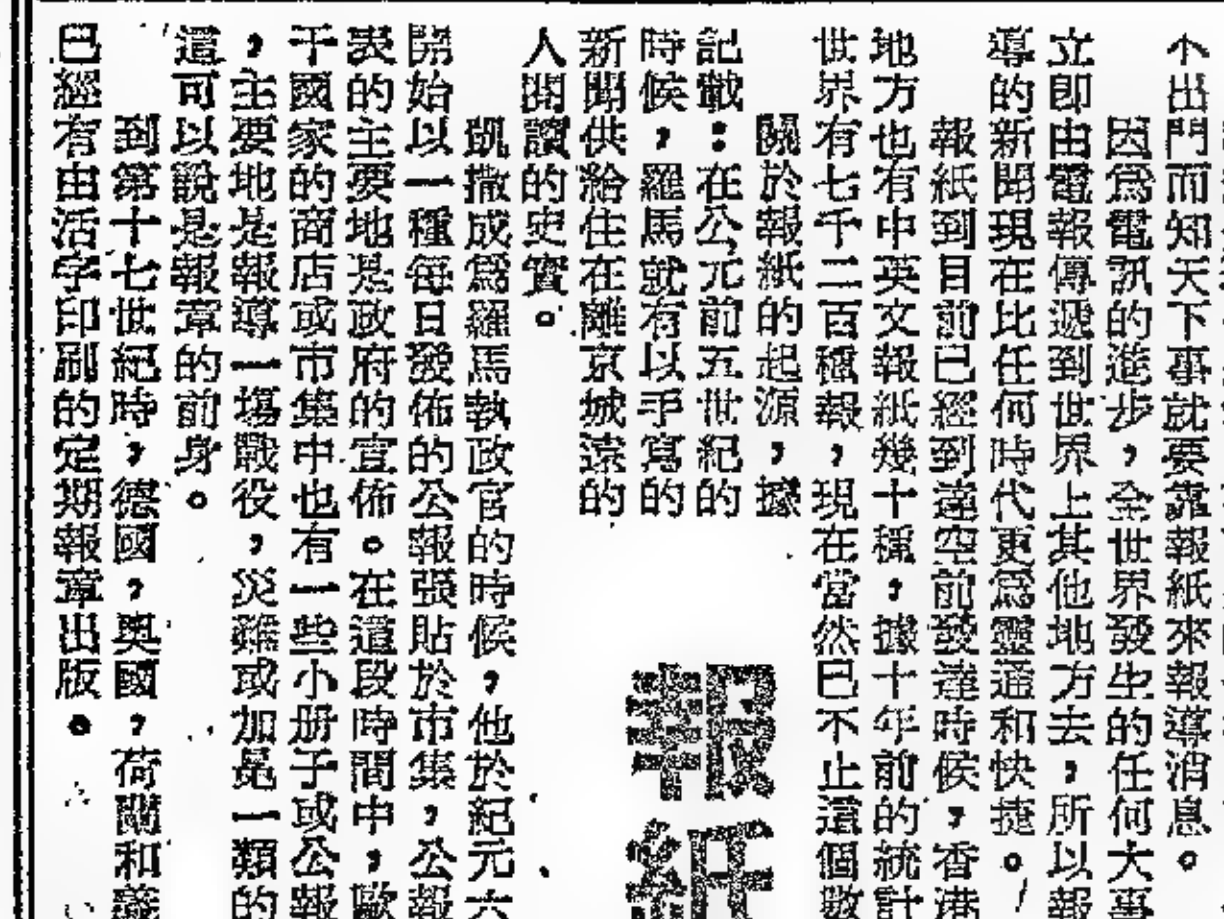 不出門而知天下事就要靠報紙來報導消息。
因爲電訊的進步，全世界發生的任何大事
立即由電報傳遞到世界上其他地方去，所以報
導的新聞現在比任何時代更爲靈通和快捷。
報紙到目前已經到達空前發達時候，香港
地方也有中英文報紙幾十種，據十年前的統計
世界有七千二百種報，現在當然已不止這個數
關於報紙的起源，據
記載：在公元前五世紀的
時候，羅馬就有以手寫的
新聞供給住在離京城遠的
人閱讀的史實。
報紙
凱撒成爲羅馬執政官的時候，他於紀元六
開始以一種每日發佈的公報張貼於市集，公報
表的主要地是政府的宣佈。在這段時間中，歐
于國家的商店或市集中也有一些小册子或公報
，主要地是報導一場戰役，災難或加冕一類的
這可以說是報章的前身。
到第十七世紀時，德國，奧國，荷蘭和義
已經有由活字印刷的定期報章出版。